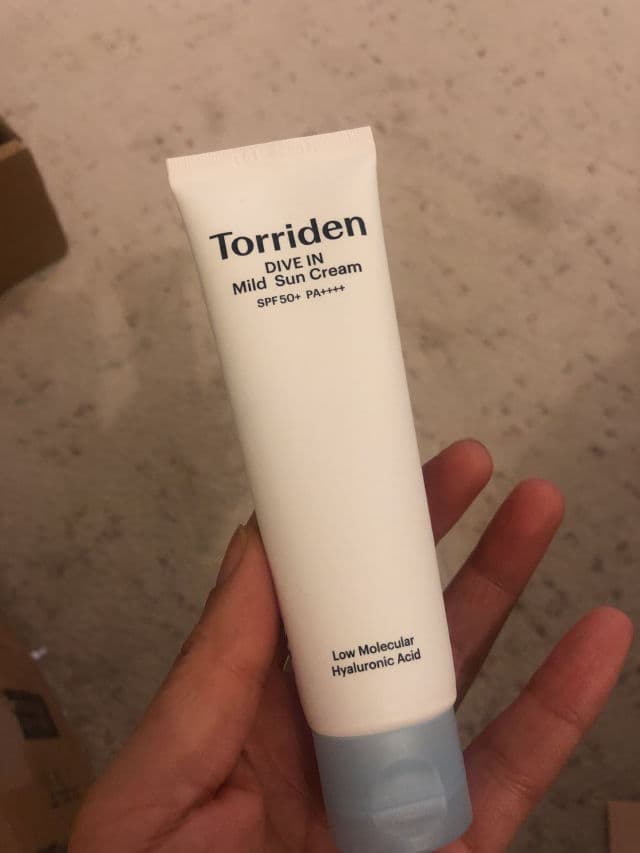 Torriden
DIVE IN
Mild Sun Cream
SPF50+ PA++++
Low Molecular
Hyaluronic Acid